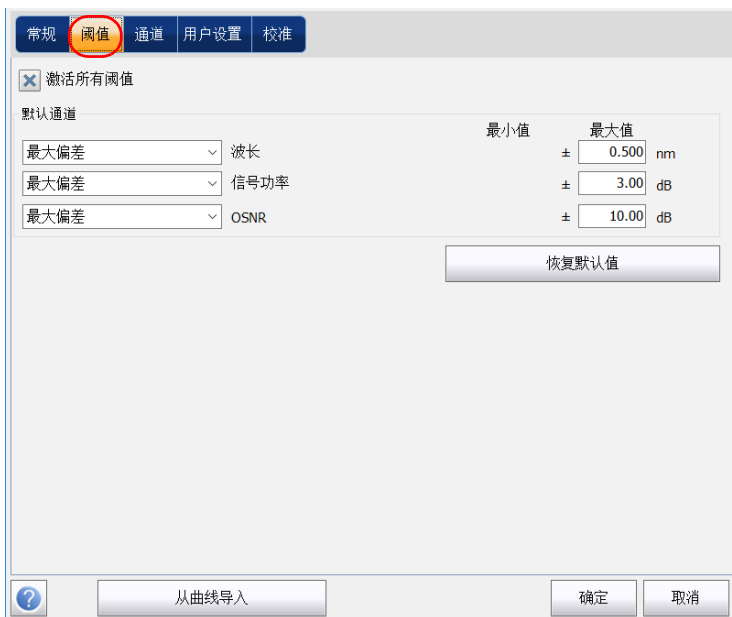 常规 阈值 通道 用户设置 校准
激活所有阈值
默认通道
最小值 最大值
最大偏差 波长 ± 0.500 nm
最大偏差 信号功率 ± 3.00 dB
最大偏差 OSNR ± 10.00 dB
恢复默认值
? 从曲线导入 确定 取消